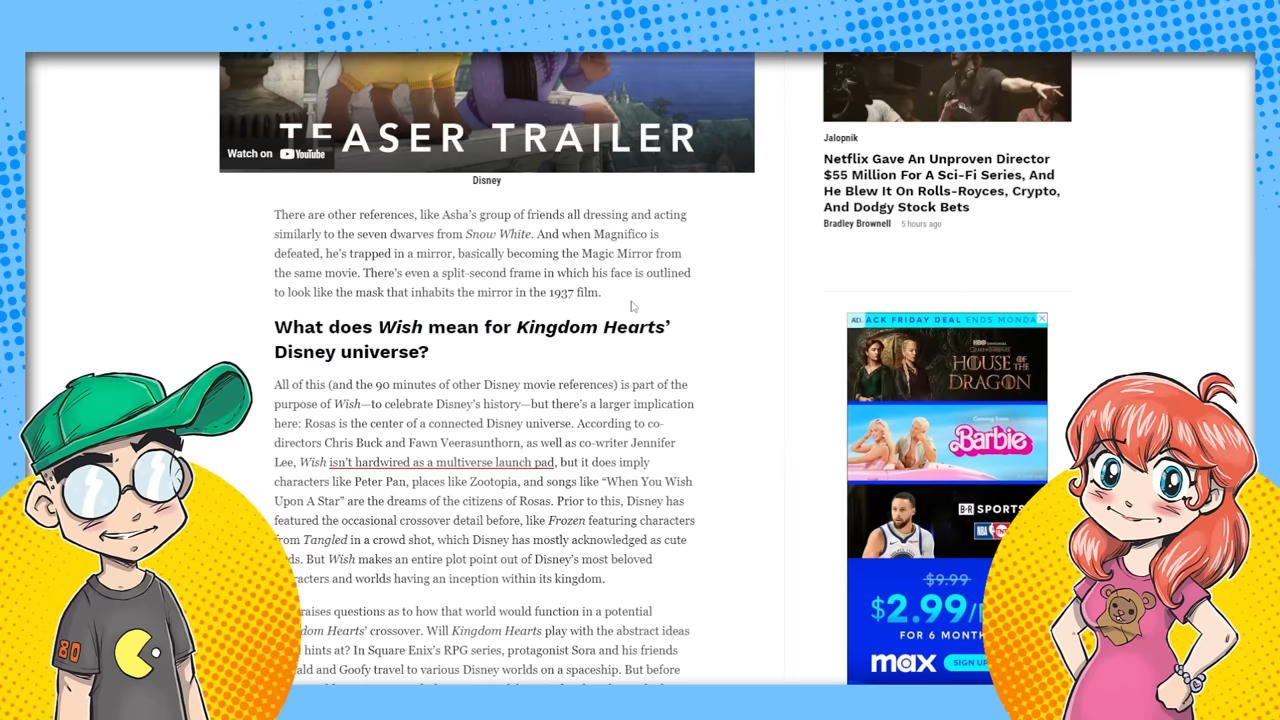 TEASER TRAILER
Watch on YouTube
Disney
There are other references, like Asha's group of friends all dressing and acting
similarly to the seven dwarves from Snow White. And when Magnifico is
defeated, he's trapped in a mirror, basically becoming the Magic Mirror from
the same movie. There's even a split-second frame in which his face is outlined
to look like the mask that inhabits the mirror in the 1937 film.
What does Wish mean for Kingdom Hearts'
Disney universe?
All of this (and the 90 minutes of other Disney movie references) is part of the
purpose of Wish—to celebrate Disney's history—but there's a larger implication
here: Rosas is the center of a connected Disney universe. According to co-
directors Chris Buck and Fawn Veerasunthorn, as well as co-writer Jennifer
Lee, Wish isn't hardwired as a multiverse launch pad, but it does imply
characters like Peter Pan, places like Zootopia, and songs like "When You Wish
Upon A Star" are the dreams of the citizens of Rosas. Prior to this, Disney has
featured the occasional crossover detail before, like Frozen featuring characters
from Tangled in a crowd shot, which Disney has mostly acknowledged as cute
But Wish makes an entire plot point out of Disney's most beloved
and worlds having an inception within its kingdom.
raises questions as to how that world would function in a potential
Hearts' crossover. Will Kingdom Hearts play with the abstract ideas
hints at? In Square Enix's RPG series, protagonist Sora and his friends
and Goofy travel to various Disney worlds on a spaceship. But before
Jalopnik
Netflix Gave An Unproven Director
$55 Million For A Sci-Fi Series, And
He Blew It On Rolls-Royces, Crypto,
And Dodgy Stock Bets
Bradley Brownell 5 hours ago
AD
FRIDAY DEAL ENDS
HBO
HOUSE OF THE
DRAGON
Coming Soon
Barbie
B/R SPORTS
NBA
$9.99
$2.99/
FOR 6
max SIGN
80